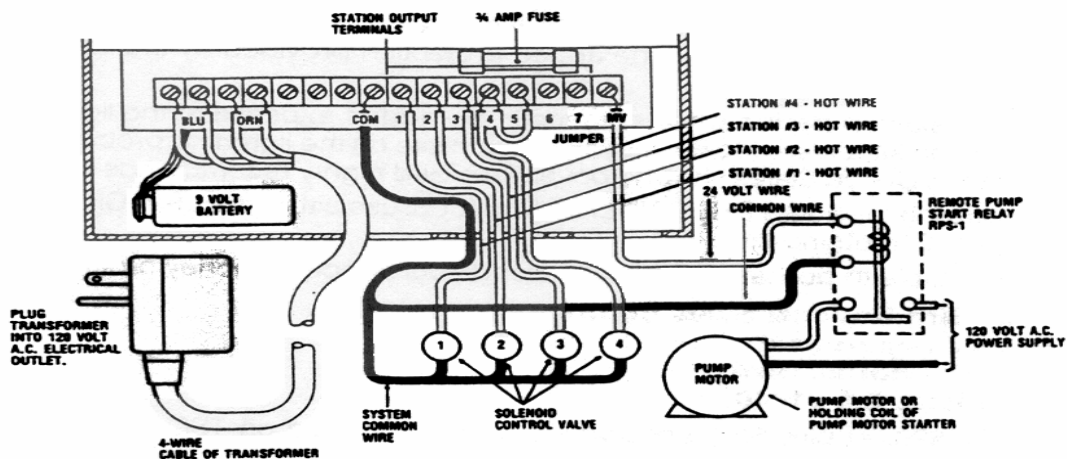 STATION OUTPUT
TERMINALS
¾ AMP FUSE
BLU
ORN
COM
1
2
3
4
5
6
7
MV
JUMPER
9 VOLT
BATTERY
STATION #4 - HOT WIRE
STATION #3 - HOT WIRE
STATION #2 - HOT WIRE
STATION #1 - HOT WIRE
24 VOLT WIRE
COMMON WIRE
REMOTE PUMP
START RELAY
RPS-1
PLUG
TRANSFORMER
INTO 120 VOLT
A.C. ELECTRICAL
OUTLET.
1
2
3
4
120 VOLT A.C.
POWER SUPPLY
PUMP
MOTOR
SYSTEM
COMMON
WIRE
SOLENOID
CONTROL VALVE
PUMP MOTOR OR
HOLDING COIL OF
PUMP MOTOR STARTER
4-WIRE
CABLE OF TRANSFORMER